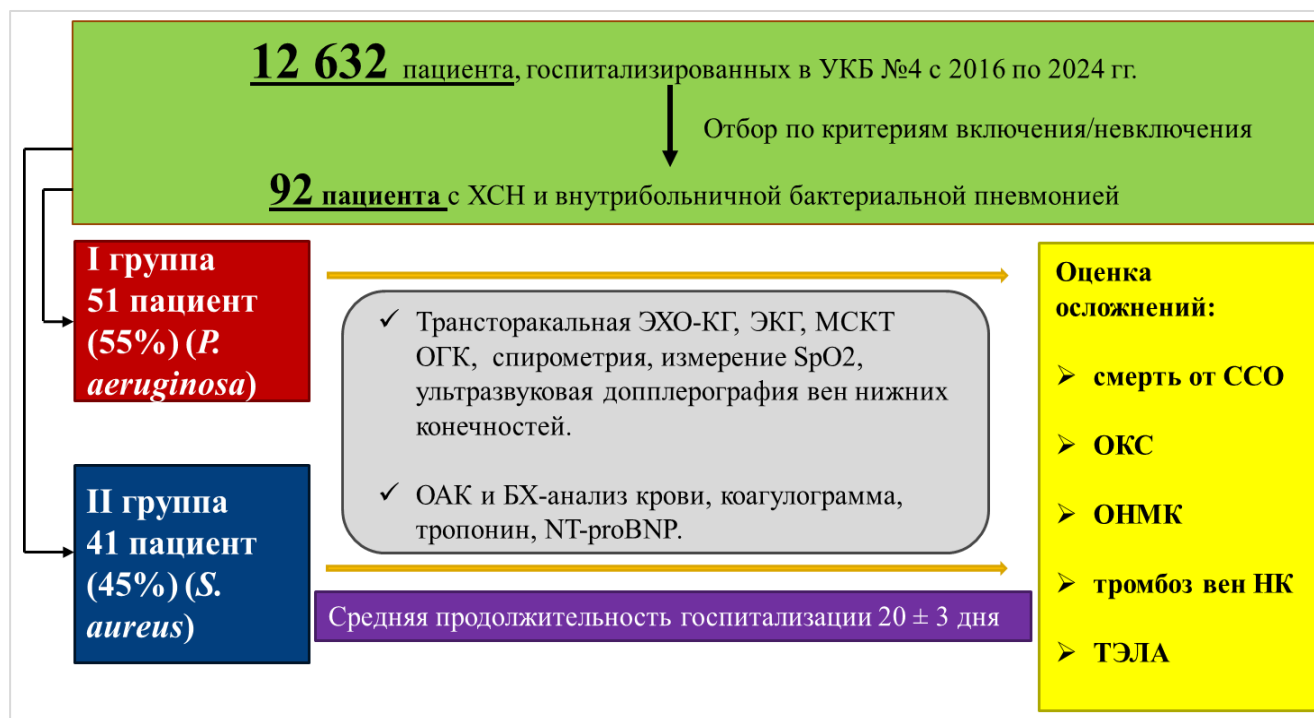 12 632 пациента, госпитализированных в УКБ №4 с 2016 по 2024 гг.
Отбор по критериям включения/невключения
92 пациента с ХСН и внутрибольничной бактериальной пневмонией
I группа
51 пациент
(55%) (P.
aeruginosa)
✓ Трансторакальная ЭХО-КГ, ЭКГ, МСКТ
ОГК, спирометрия, измерение SpO2,
ультразвуковая допплерография вен нижних
конечностей.
✓ ОАК и БХ-анализ крови, коагулограмма,
тропонин, NT-proBNP.
II группа
41 пациент
(45%) (S.
aureus)
Средняя продолжительность госпитализации 20 ± 3 дня
Оценка
осложнений:
➢ смерть от ССО
➢ ОКС
➢ ОНМК
➢ тромбоз вен НК
➢ ТЭЛА